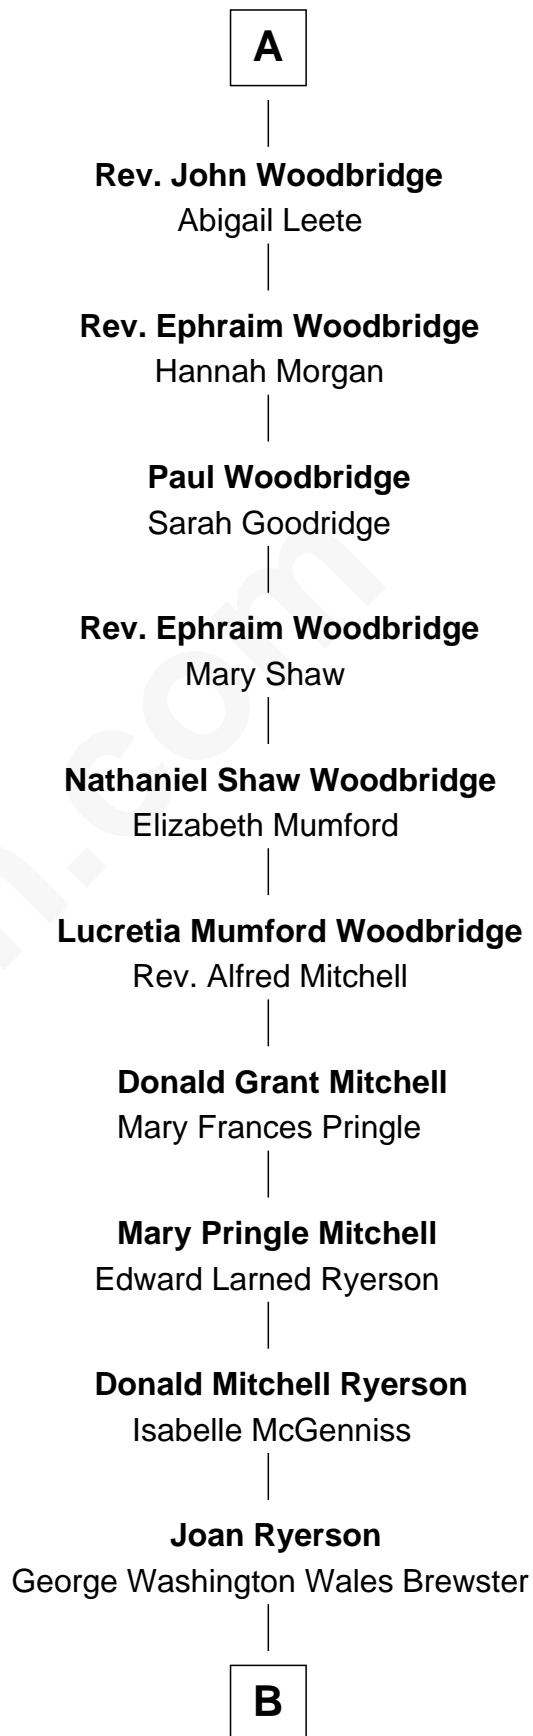 A
Rev. John Woodbridge
Abigail Leete
Rev. Ephraim Woodbridge
Hannah Morgan
Paul Woodbridge
Sarah Goodridge
Rev. Ephraim Woodbridge
Mary Shaw
Nathaniel Shaw Woodbridge
Elizabeth Mumford
Lucretia Mumford Woodbridge
Rev. Alfred Mitchell
Donald Grant Mitchell
Mary Frances Pringle
Mary Pringle Mitchell
Edward Larned Ryerson
Donald Mitchell Ryerson
Isabelle McGenniss
Joan Ryerson
George Washington Wales Brewster
B